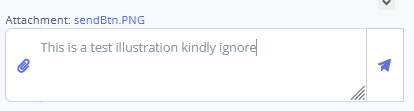 Attachment: sendBtn.PNG
This is a test illustration kindly ignore